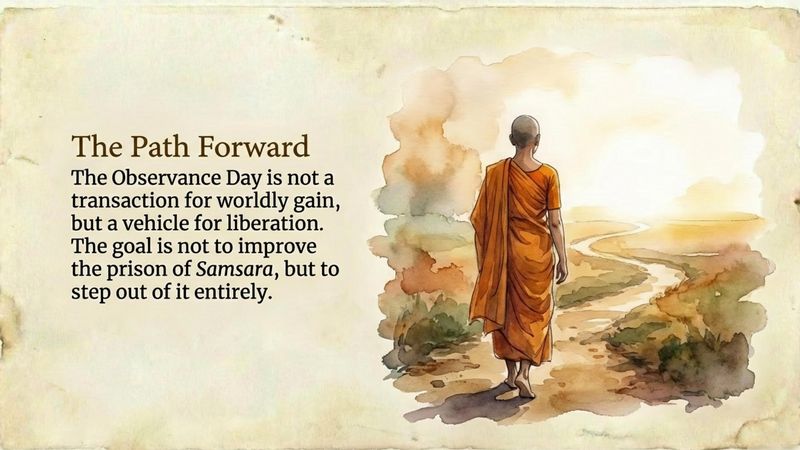 The Path Forward
The Observance Day is not a
transaction for worldly gain,
but a vehicle for liberation.
The goal is not to improve
the prison of Samsara, but to
step out of it entirely.